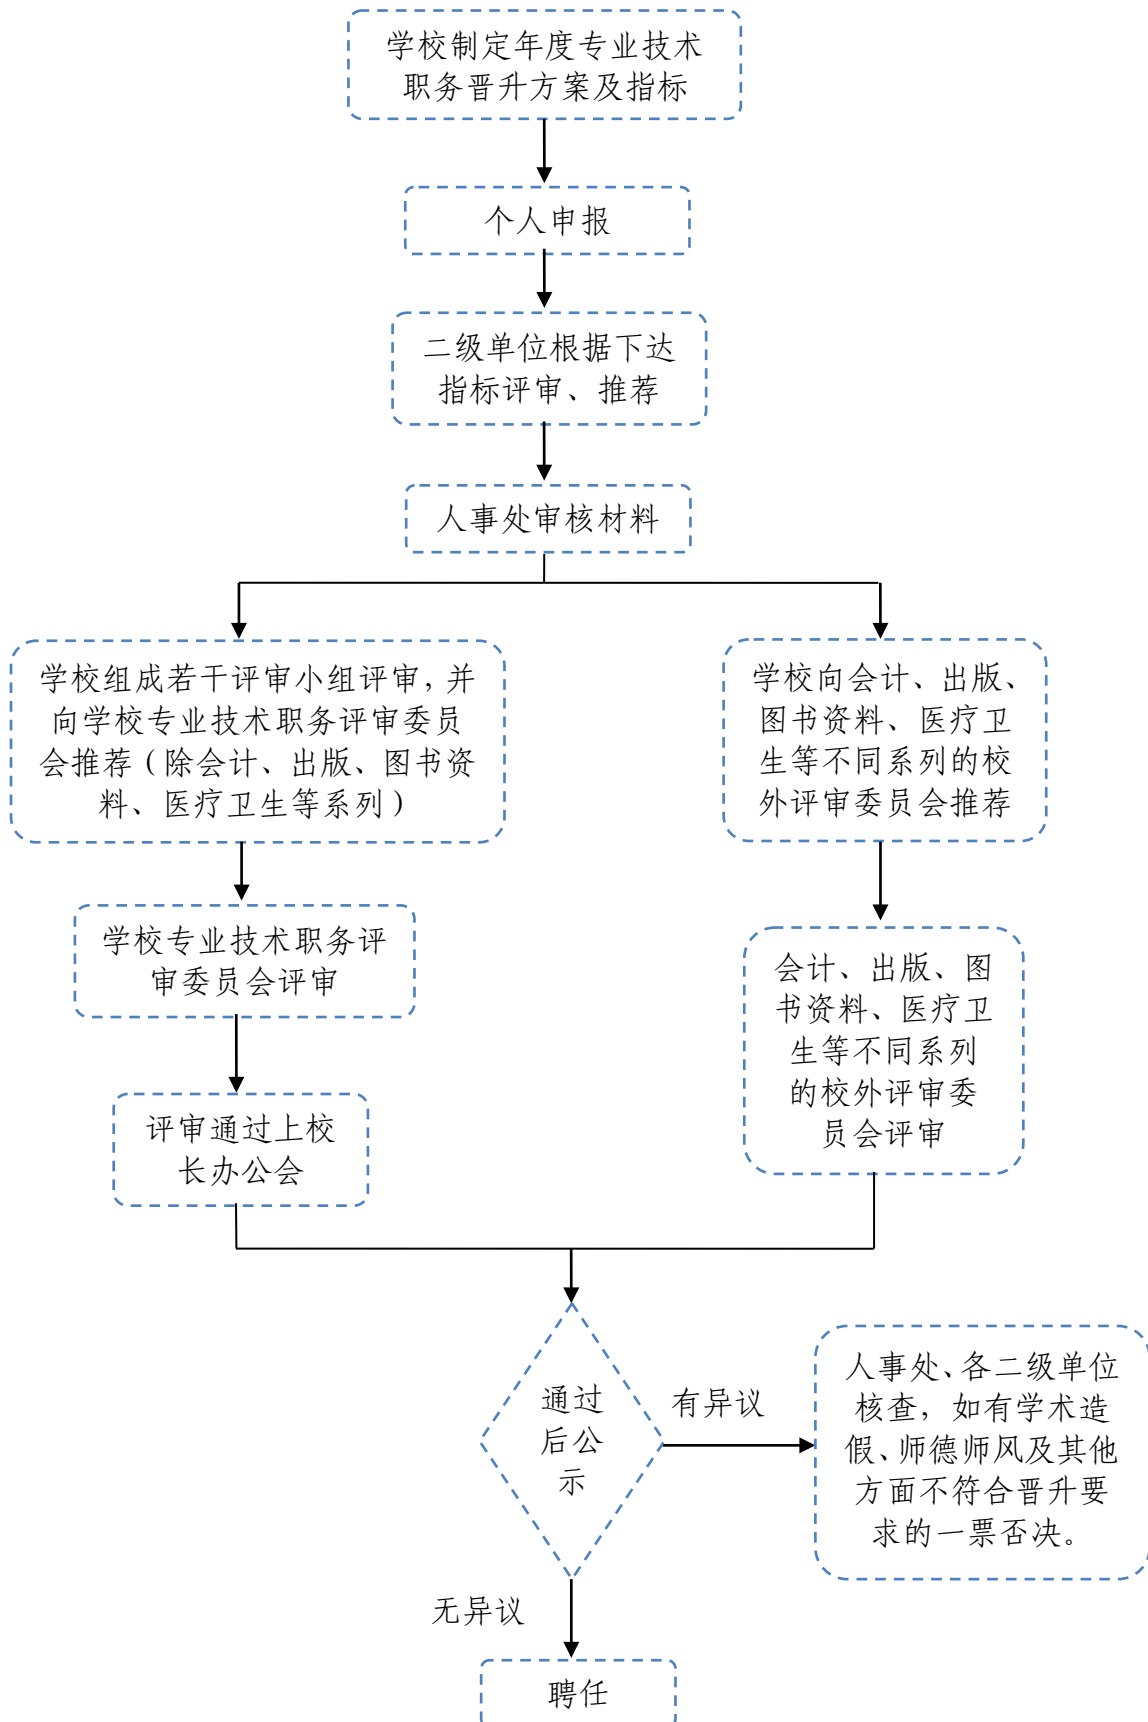 学校制定年度专业技术
职务晋升方案及指标
个人申报
二级单位根据下达
指标评审、推荐
人事处审核材料
学校组成若干评审小组评审,并
向学校专业技术职务评审委员
会推荐（除会计、出版、图书资
料、医疗卫生等系列）
学校向会计、出版、
图书资料、医疗卫
生等不同系列的校
外评审委员会推荐
学校专业技术职务评
审委员会评审
会计、出版、图
书资料、医疗卫
生等不同系列
的校外评审委
员会评审
评审通过上校
长办公会
通过
后公
示
有异议
人事处、各二级单位
核查，如有学术造
假、师德师风及其他
方面不符合晋升要
求的一票否决。
无异议
聘任